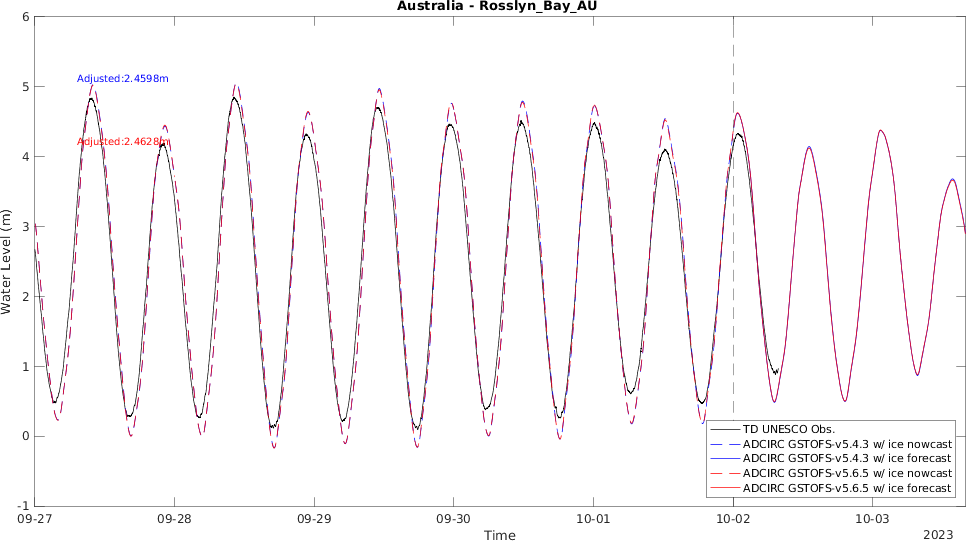 Australia - Rosslyn_Bay_AU
6
5
4
3
2
1
0
-1
Water Level (m)
Adjusted:2.4598m
Adjusted:2.4628m
TD UNESCO Obs.
ADCIRC GSTOFS-v5.4.3 w/ ice nowcast
ADCIRC GSTOFS-v5.4.3 w/ ice forecast
ADCIRC GSTOFS-v5.6.5 w/ ice nowcast
ADCIRC GSTOFS-v5.6.5 w/ ice forecast
09-27 09-28 09-29 09-30 10-01 10-02 10-03
Time
2023